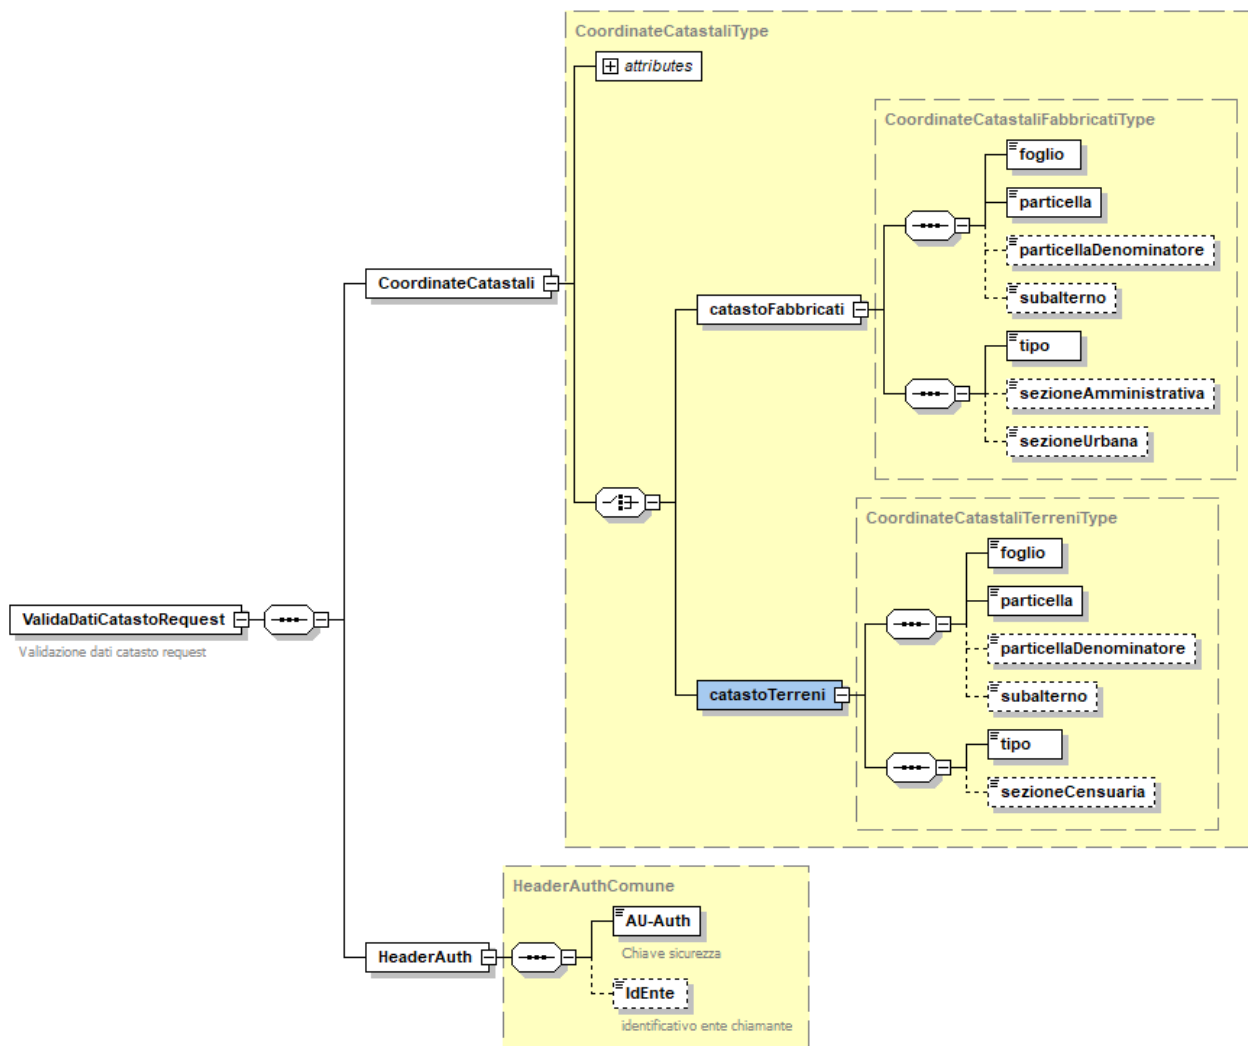 CoordinateCatastaliType
attributes
CoordinateCatastaliFabbricatiType
foglio
particella
particellaDenominatore
subalterno
CoordinateCatastali
catastoFabbricati
tipo
sezioneAmministrativa
sezioneUrbana
CoordinateCatastaliTerreniType
foglio
particella
ValidaDatiCatastoRequest
Validazione dati catasto request
particellaDenominatore
catastoTerreni
subalterno
tipo
sezioneCensuaria
HeaderAuthComune
AU-Auth
Chiave sicurezza
HeaderAuth
IdEnte
identificativo ente chiamante